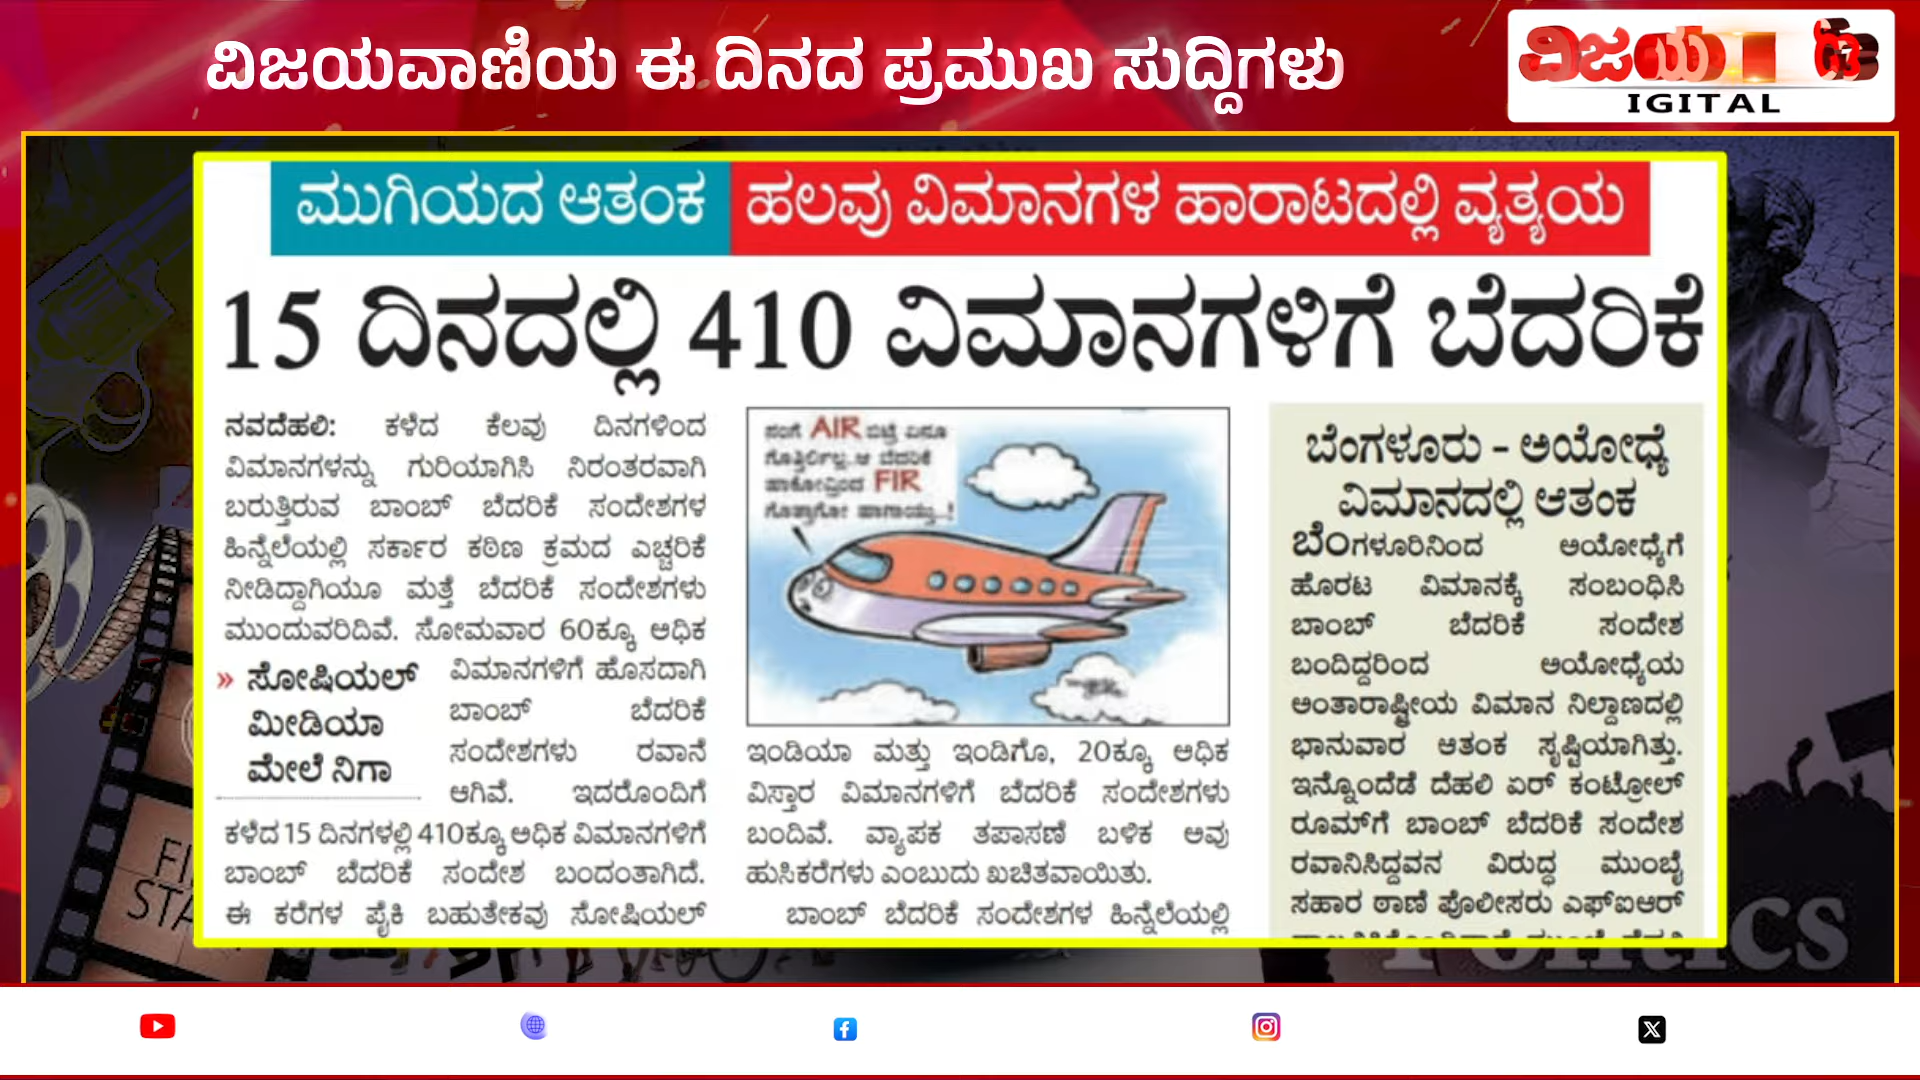 ವಿಜಯವಾಣಿಯ ಈ ದಿನದ ಪ್ರಮುಖ ಸುದ್ದಿಗಳು
ವಿಜಯ
IGITAL
ಮುಗಿಯದ ಆತಂಕ
ಹಲವು ವಿಮಾನಗಳ ಹಾರಾಟದಲ್ಲಿ ವ್ಯತ್ಯಯ
15 ದಿನದಲ್ಲಿ 410 ವಿಮಾನಗಳಿಗೆ ಬೆದರಿಕೆ
ನವದೆಹಲಿ: ಕಳೆದ ಕೆಲವು ದಿನಗಳಿಂದ
ವಿಮಾನಗಳನ್ನು ಗುರಿಯಾಗಿಸಿ ನಿರಂತರವಾಗಿ
ಬರುತ್ತಿರುವ ಬಾಂಬ್ ಬೆದರಿಕೆ ಸಂದೇಶಗಳ
ಹಿನ್ನೆಲೆಯಲ್ಲಿ ಸರ್ಕಾರ ಕಠಿಣ ಕ್ರಮದ ಎಚ್ಚರಿಕೆ
ನೀಡಿದ್ದಾಗಿಯೂ ಮತ್ತೆ ಬೆದರಿಕೆ ಸಂದೇಶಗಳು
ಮುಂದುವರಿದಿವೆ. ಸೋಮವಾರ 60ಕ್ಕೂ ಅಧಿಕ
ವಿಮಾನಗಳಿಗೆ ಹೊಸದಾಗಿ
ಬಾಂಬ್ ಬೆದರಿಕೆ
ಸಂದೇಶಗಳು ರವಾನೆ
ಆಗಿವೆ. ಇದರೊಂದಿಗೆ
» ಸೋಷಿಯಲ್
ಮೀಡಿಯಾ
ಮೇಲೆ ನಿಗಾ
ಕಳೆದ 15 ದಿನಗಳಲ್ಲಿ 410ಕ್ಕೂ ಅಧಿಕ ವಿಮಾನಗಳಿಗೆ
ಬಾಂಬ್ ಬೆದರಿಕೆ ಸಂದೇಶ ಬಂದಂತಾಗಿದೆ.
ಈ ಕರೆಗಳ ಪೈಕಿ ಬಹುತೇಕವು ಸೋಷಿಯಲ್
ನಂಗೆ AIR ಬಿಟ್ರೆ ಏನೂ
ಗೊತ್ತಿರ್ಲಿಲ್ಲ..ಆ ಬೆದರಿಕೆ
ಹಾಕೋವ್ರಿಂದ FIR
ಗೊತ್ತಾಗೋ ಹಾಗಾಯ್ತು..!
ಇಂಡಿಯಾ ಮತ್ತು ಇಂಡಿಗೊ, 20ಕ್ಕೂ ಅಧಿಕ
ವಿಸ್ತಾರ ವಿಮಾನಗಳಿಗೆ ಬೆದರಿಕೆ ಸಂದೇಶಗಳು
ಬಂದಿವೆ. ವ್ಯಾಪಕ ತಪಾಸಣೆ ಬಳಿಕ ಅವು
ಹುಸಿಕರೆಗಳು ಎಂಬುದು ಖಚಿತವಾಯಿತು.
ಬಾಂಬ್ ಬೆದರಿಕೆ ಸಂದೇಶಗಳ ಹಿನ್ನೆಲೆಯಲ್ಲಿ
ಬೆಂಗಳೂರು - ಅಯೋಧ್ಯೆ
ವಿಮಾನದಲ್ಲಿ ಆತಂಕ
ಬೆಂಗಳೂರಿನಿಂದ ಅಯೋಧ್ಯೆಗೆ
ಹೊರಟ ವಿಮಾನಕ್ಕೆ ಸಂಬಂಧಿಸಿ
ಬಾಂಬ್ ಬೆದರಿಕೆ ಸಂದೇಶ
ಬಂದಿದ್ದರಿಂದ ಅಯೋಧ್ಯೆಯ
ಅಂತಾರಾಷ್ಟ್ರೀಯ ವಿಮಾನ ನಿಲ್ದಾಣದಲ್ಲಿ
ಭಾನುವಾರ ಆತಂಕ ಸೃಷ್ಟಿಯಾಗಿತ್ತು.
ಇನ್ನೊಂದೆಡೆ ದೆಹಲಿ ಏರ್ ಕಂಟ್ರೋಲ್
ರೂಮ್‌ಗೆ ಬಾಂಬ್ ಬೆದರಿಕೆ ಸಂದೇಶ
ರವಾನಿಸಿದ್ದವನ ವಿರುದ್ಧ ಮುಂಬೈ
ಸಹಾರ ಠಾಣೆ ಪೊಲೀಸರು ಎಫ್‌ಐಆರ್